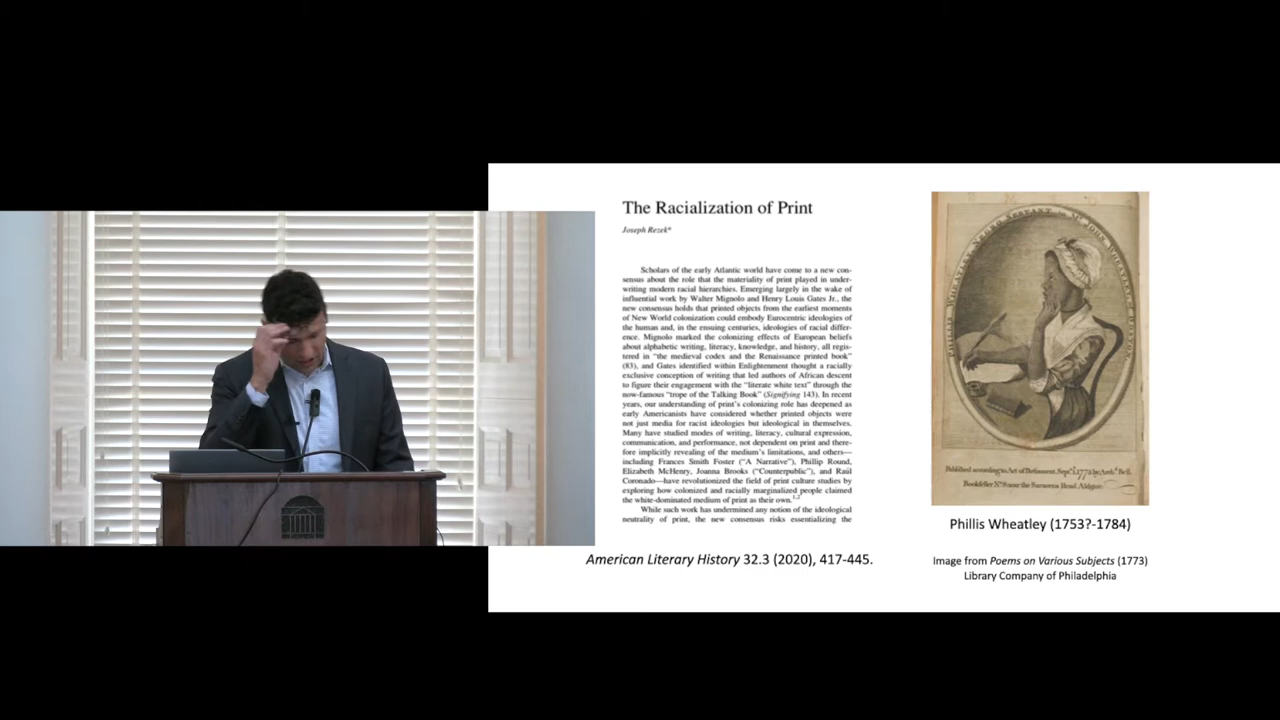 The Racialization of Print
Joseph Rezek*
Scholars of the early Atlantic world have come to a new con-
sensus about the role that the materiality of print played in under-
writing modern racial hierarchies. Emerging largely in the wake of
influential work by Walter Mignolo and Henry Louis Gates Jr., the
new consensus holds that printed objects from the earliest moments
of New World colonization could embody Eurocentric ideologies of
the human and, in the ensuing centuries, ideologies of racial differ-
ence. Mignolo marked the colonizing effects of European beliefs
about alphabetic writing, literacy, knowledge, and history, all regis-
tered in “the medieval codex and the Renaissance printed book”
(83), and Gates identified within Enlightenment thought a racially
exclusive conception of writing that led authors of African descent
to figure their engagement with the “literate white text” through the
now-famous “trope of the Talking Book” (Signifying 143). In recent
years, our understanding of print's colonizing role has deepened as
early Americanists have considered whether printed objects were
not just media for racist ideologies but ideological in themselves.
Many have studied modes of writing, literacy, cultural expression,
communication, and performance, not dependent on print and there-
fore implicitly revealing of the medium's limitations, and others—
including Frances Smith Foster (“A Narrative”), Phillip Round,
Elizabeth McHenry, Joanna Brooks (“Counterpublic”), and Raúl
Coronado—have revolutionized the field of print culture studies by
exploring how colonized and racially marginalized people claimed
the white-dominated medium of print as their own.1,2
While such work has undermined any notion of the ideological
neutrality of print, the new consensus risks essentializing the
American Literary History 32.3 (2020), 417-445.
PHILLIS WHEATLEY, NEGRO SERVANT to MR. JOHN WHEATLEY, of BOSTON
Published according to Act of Parliament, Sept. 1, 1773 by Archd. Bell,
Bookseller No. 8 near the Saracens Head Aldgate.
Phillis Wheatley (1753?-1784)
Image from Poems on Various Subjects (1773)
Library Company of Philadelphia